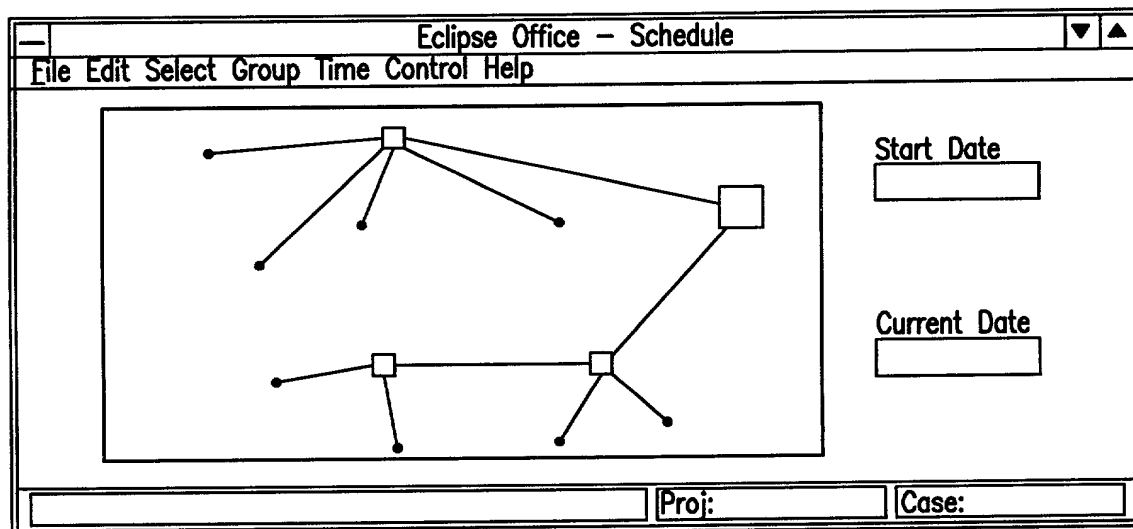 Eclipse Office – Schedule
File Edit Select Group Time Control Help
Start Date
Current Date
Proj:
Case: